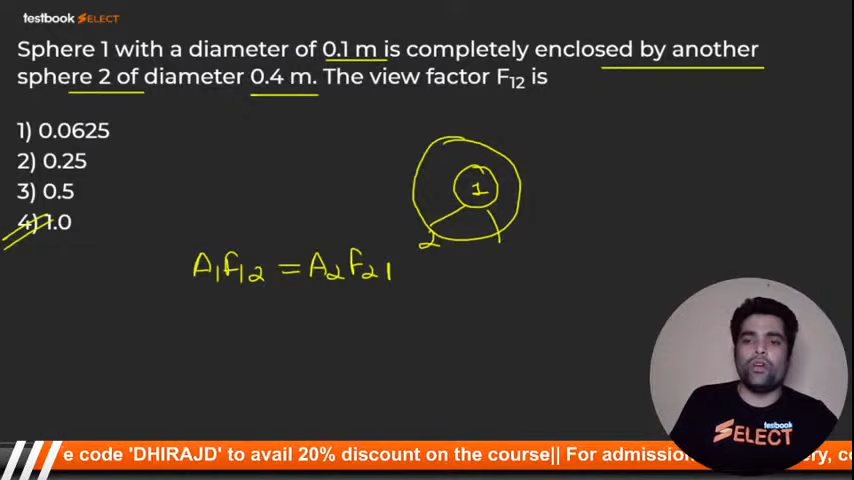 testbook SELECT
Sphere 1 with a diameter of 0.1 m is completely enclosed by another
sphere 2 of diameter 0.4 m. The view factor F12 is
1) 0.0625
2) 0.25
3) 0.5
4) 1.0
1
2
A1F12 = A2F21
testbook
SELECT
e code 'DHIRAJD' to avail 20% discount on the course|| For admission